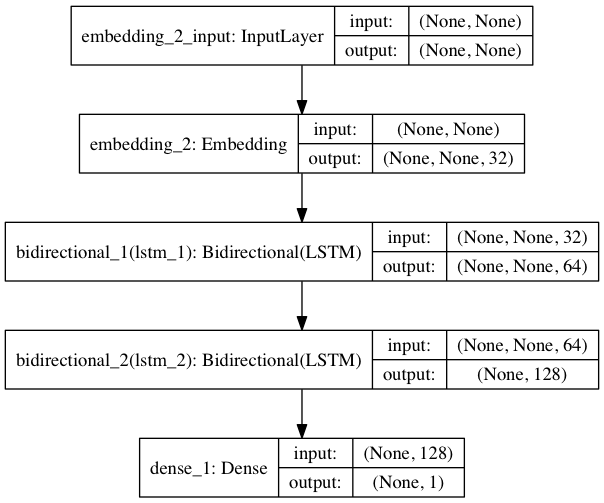 embedding_2_input: InputLayer
input: (None, None)
output: (None, None)
embedding_2: Embedding
input: (None, None)
output: (None, None, 32)
bidirectional_1(lstm_1): Bidirectional(LSTM)
input: (None, None, 32)
output: (None, None, 64)
bidirectional_2(lstm_2): Bidirectional(LSTM)
input: (None, None, 64)
output: (None, 128)
dense_1: Dense
input: (None, 128)
output: (None, 1)